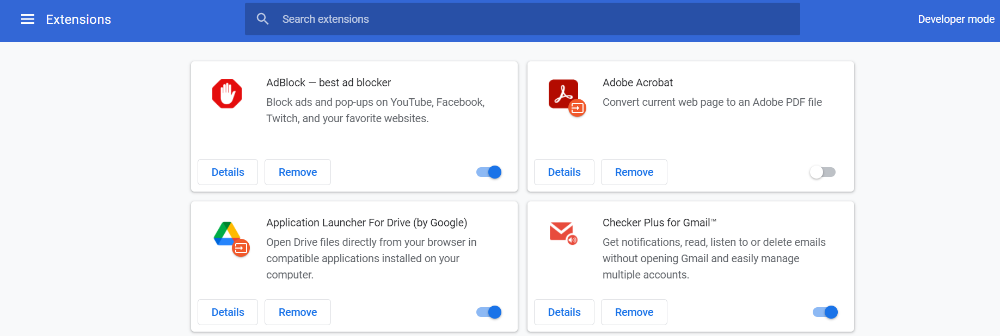 Extensions
Search extensions
Developer mode
AdBlock — best ad blocker
Block ads and pop-ups on YouTube, Facebook,
Twitch, and your favorite websites.
Details
Remove
Adobe Acrobat
Convert current web page to an Adobe PDF file
Details
Remove
Application Launcher For Drive (by Google)
Open Drive files directly from your browser in
compatible applications installed on your
computer.
Details
Remove
Checker Plus for Gmail™
Get notifications, read, listen to or delete emails
without opening Gmail and easily manage
multiple accounts.
Details
Remove